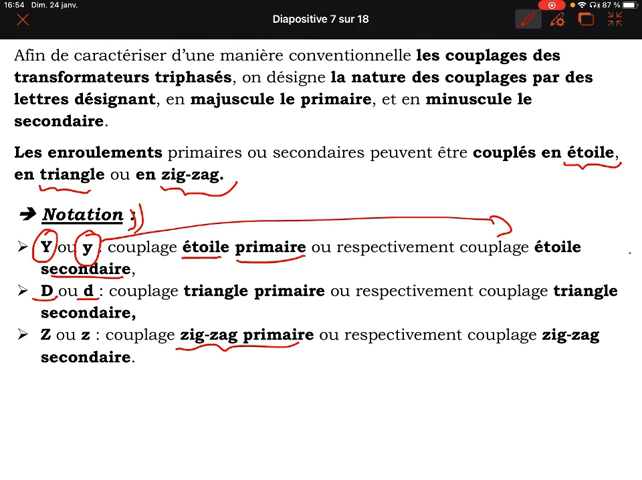 16:54 Dim. 24 janv.
87 %
Diapositive 7 sur 18
Afin de caractériser d'une manière conventionnelle les couplages des
transformateurs triphasés, on désigne la nature des couplages par des
lettres désignant, en majuscule le primaire, et en minuscule le
secondaire.
Les enroulements primaires ou secondaires peuvent être couplés en étoile,
en triangle ou en zig-zag.
➔ Notation :
➢ Y ou y : couplage étoile primaire ou respectivement couplage étoile
secondaire,
➢ D ou d : couplage triangle primaire ou respectivement couplage triangle
secondaire,
➢ Z ou z : couplage zig-zag primaire ou respectivement couplage zig-zag
secondaire.